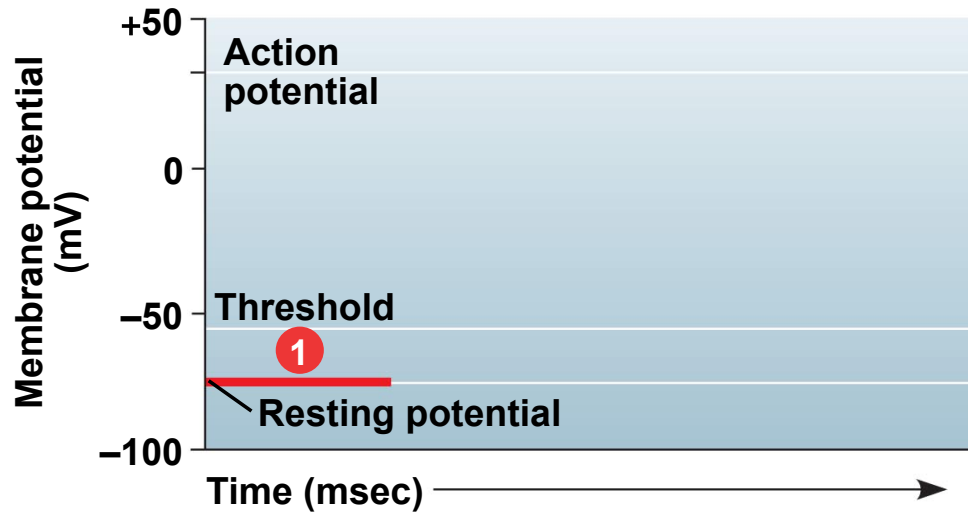 +50
Action
potential
0
Membrane potential
(mV)
–50
Threshold
1
Resting potential
–100
Time (msec)